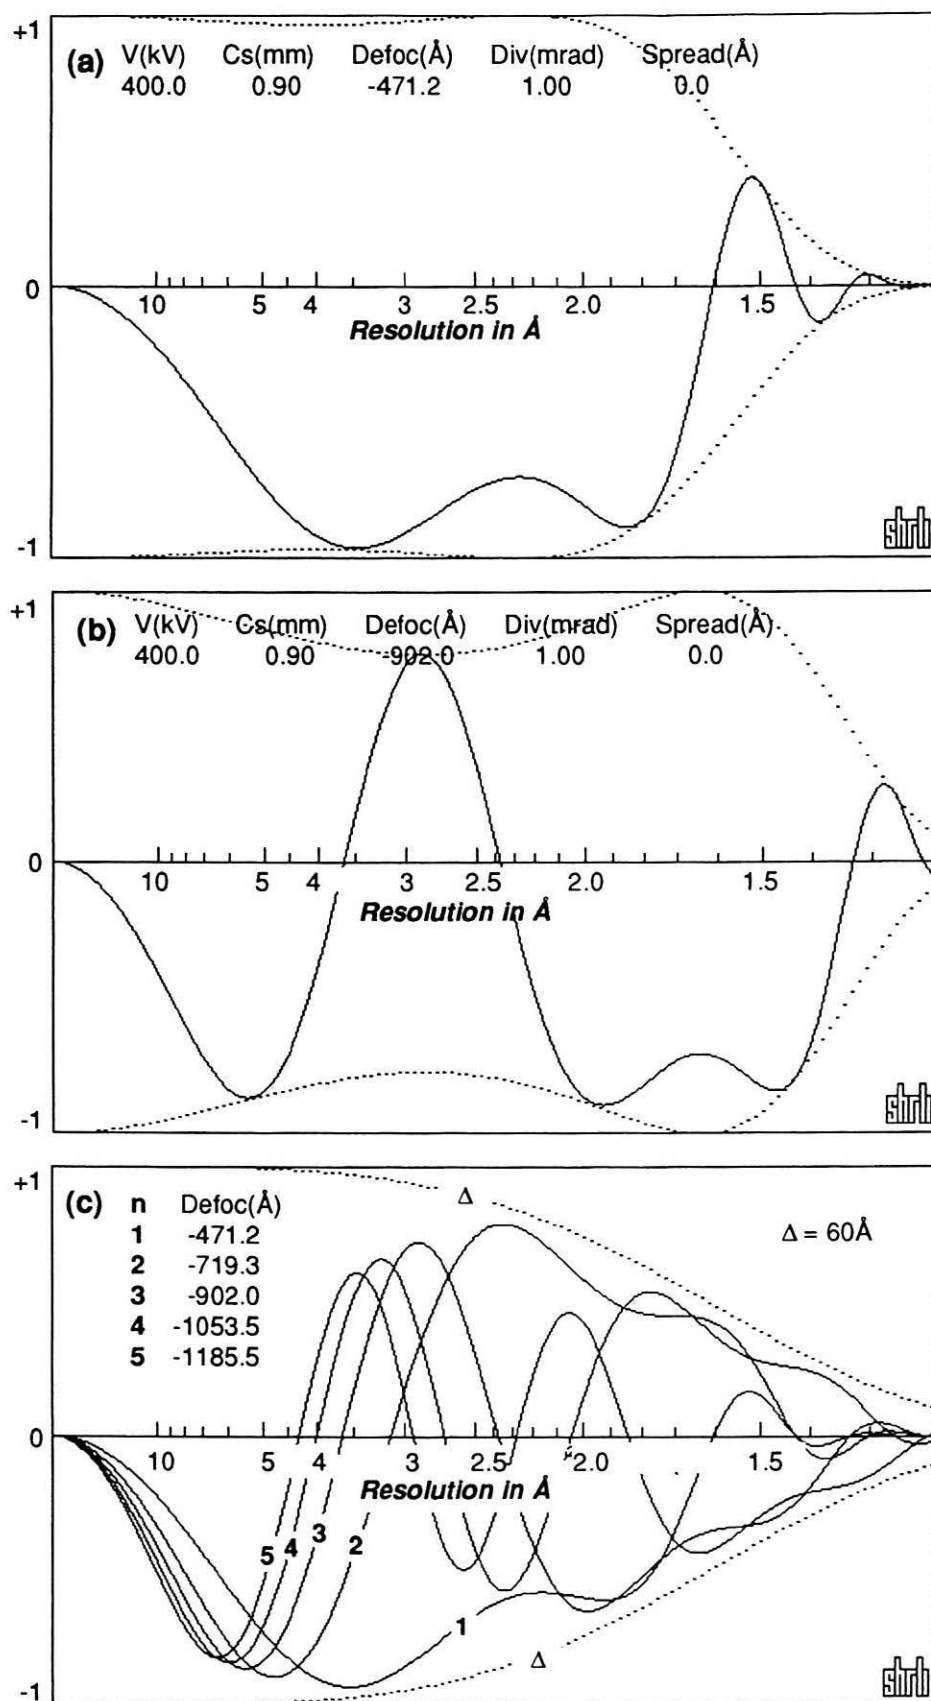 +1
(a) V(kV) Cs(mm) Defoc(Å) Div(mrad) Spread(Å)
400.0 0.90 -471.2 1.00 0.0
0
10 5 4 3 2.5 2.0 1.5
Resolution in Å
-1
shrli
+1
(b) V(kV) Cs(mm) Defoc(Å) Div(mrad) Spread(Å)
400.0 0.90 -902.0 1.00 0.0
0
10 5 4 3 2.5 2.0 1.5
Resolution in Å
-1
shrli
+1
(c) n Defoc(Å)
Δ
1 -471.2
Δ = 60Å
2 -719.3
3 -902.0
4 -1053.5
5 -1185.5
0
10 5 4 3 2.5 2.0 1.5
Resolution in Å
5 4 3 2
1
Δ
-1
shrli